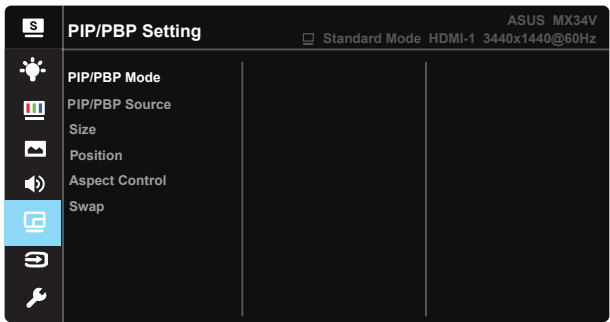 S
PIP/PBP Setting
ASUS MX34V
Standard Mode HDMI-1 3440x1440@60Hz
PIP/PBP Mode
PIP/PBP Source
Size
Position
Aspect Control
Swap